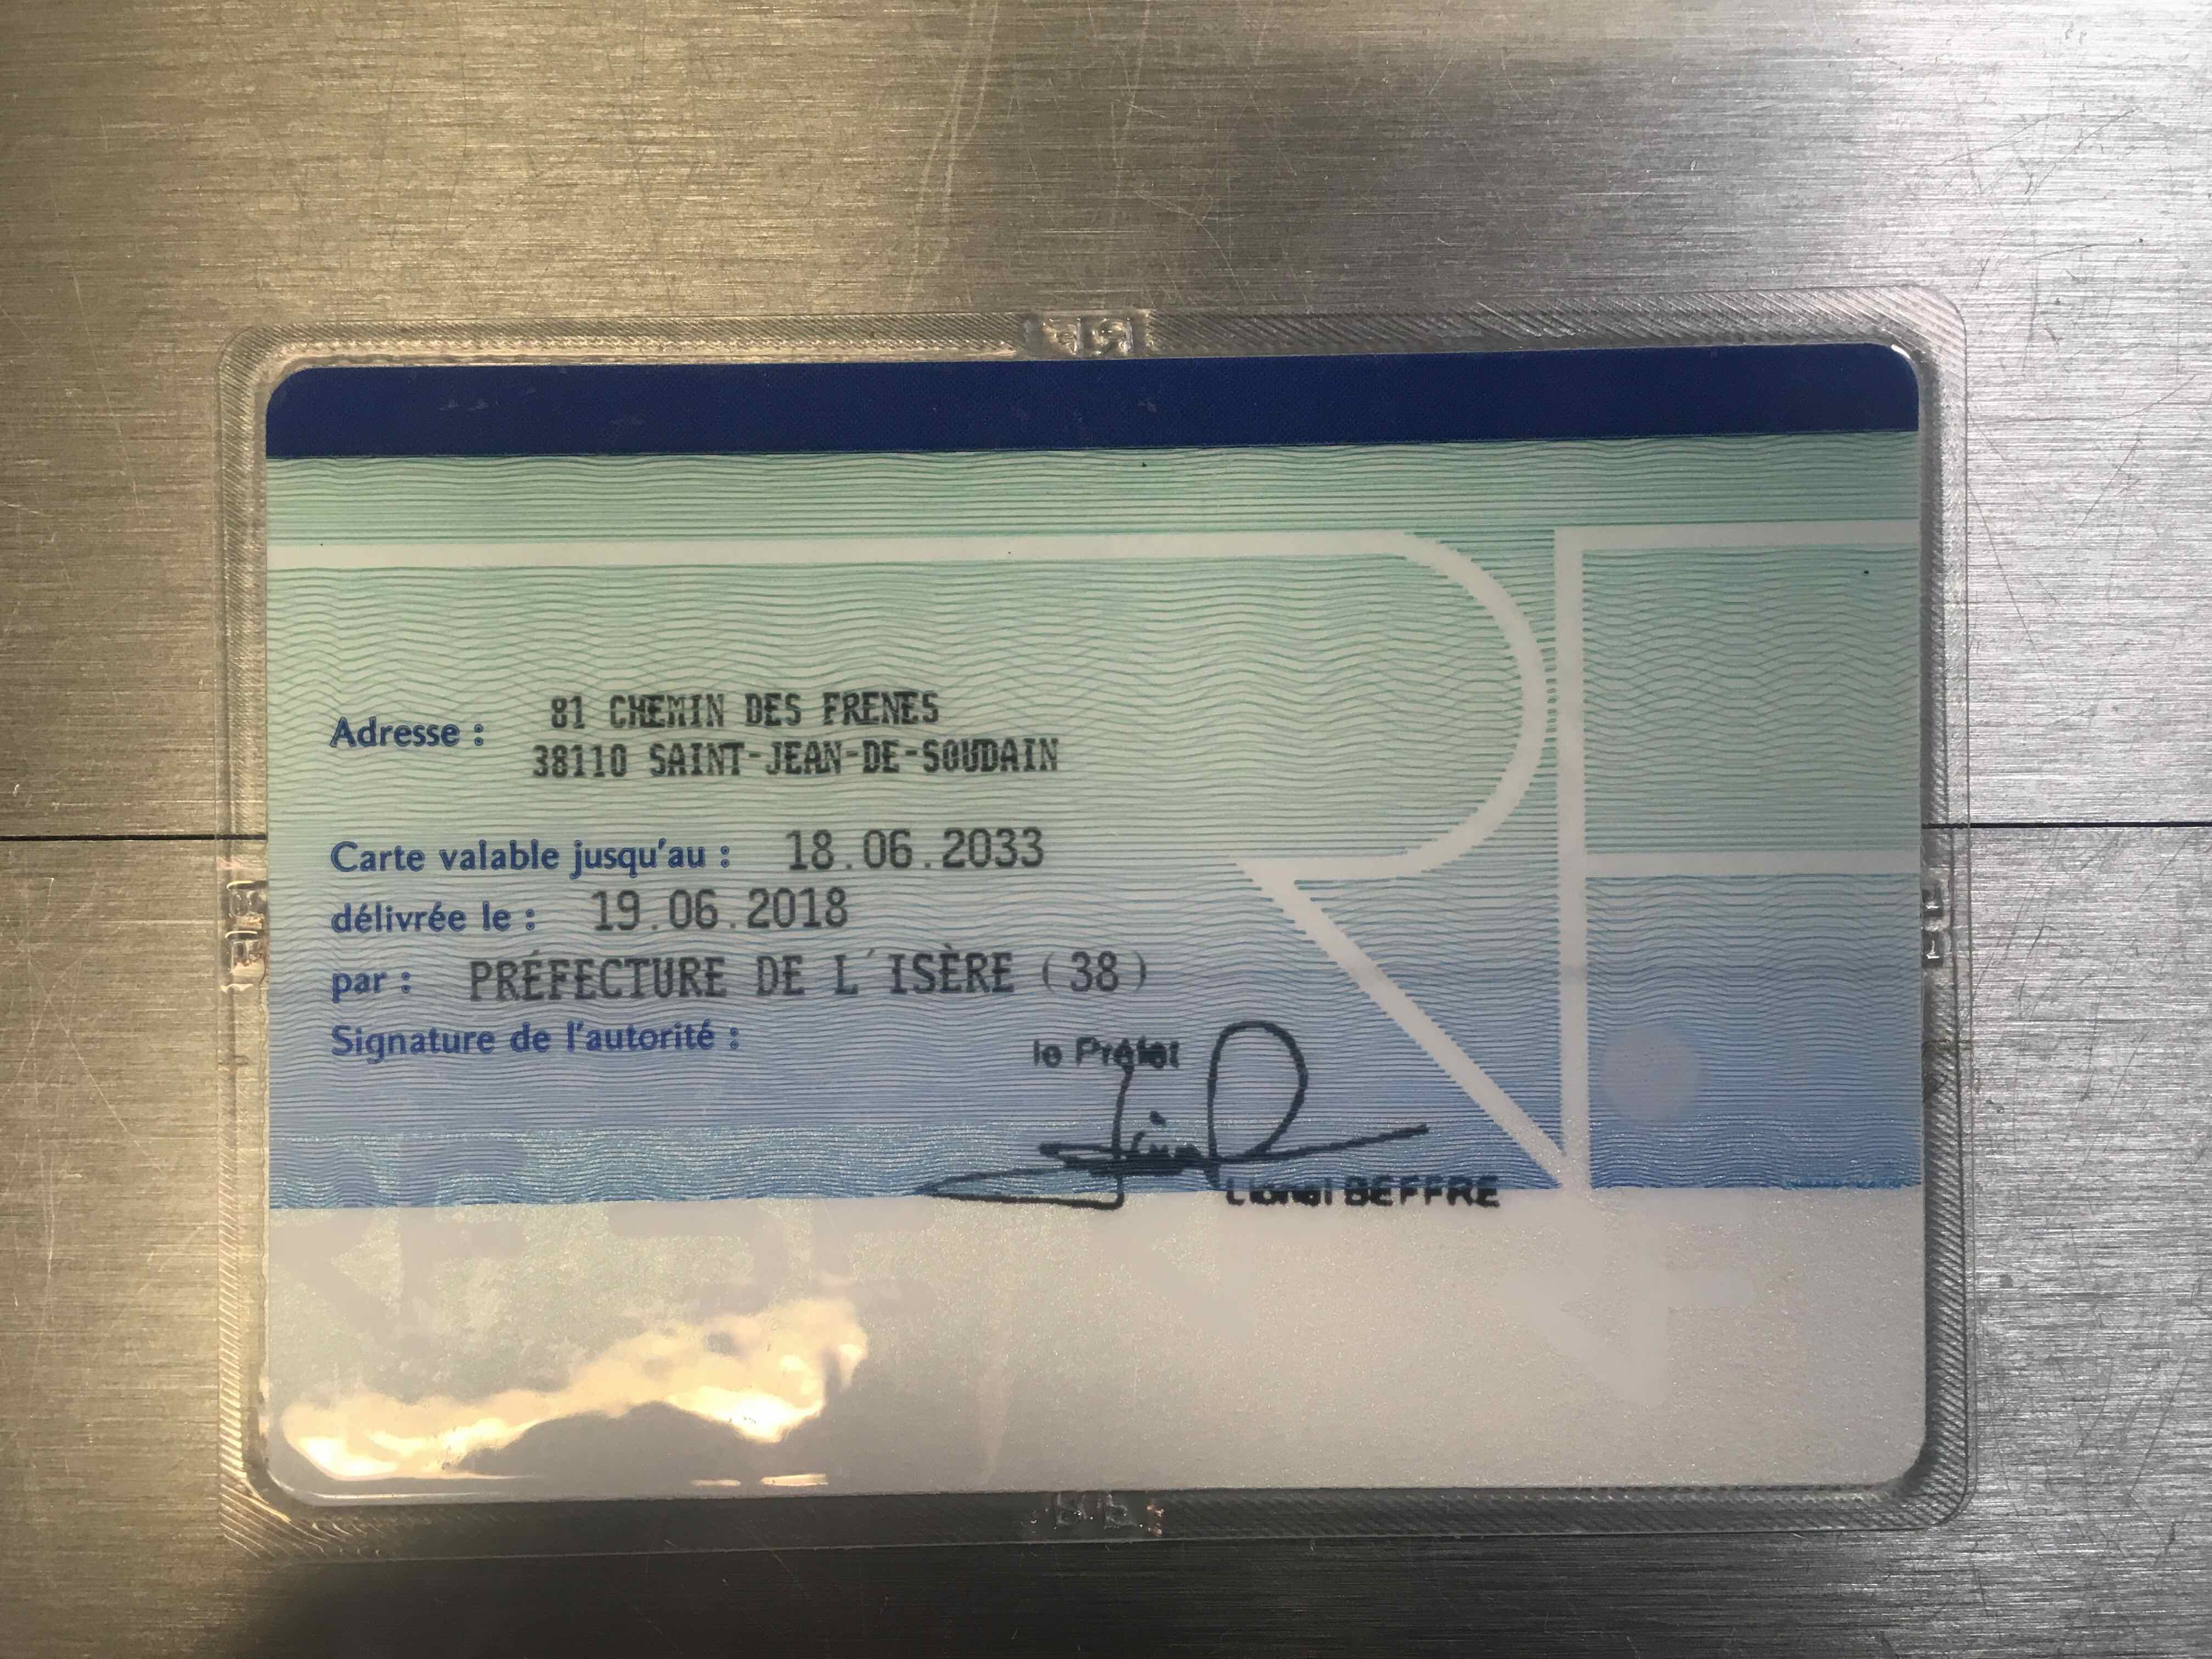 Adresse : 81 CHEMIN DES FRENES
38110 SAINT-JEAN-DE-SOUDAIN
Carte valable jusqu'au : 18.06.2033
délivrée le : 19.06.2018
par : PRÉFECTURE DE L'ISÈRE (38)
Signature de l'autorité :
le Préfet
Lionel BEFFRE
RF